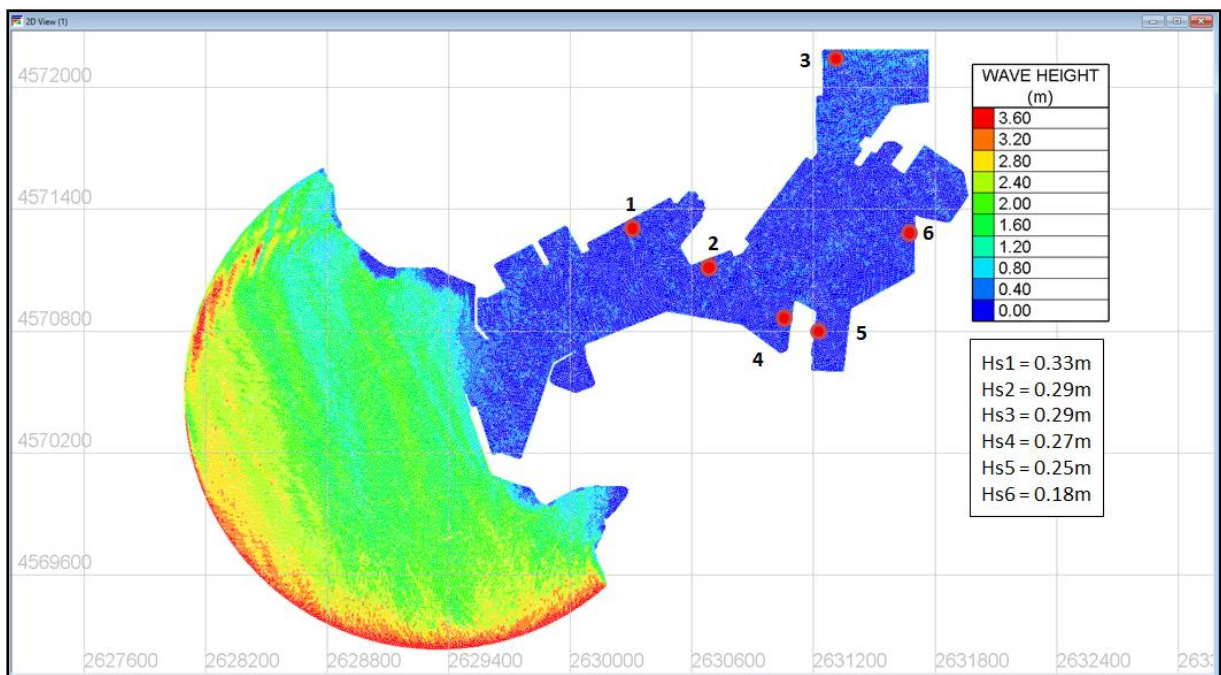 2D View (1)
3
4572000
WAVE HEIGHT
(m)
3.60
3.20
2.80
2.40
2.00
1.60
1.20
0.80
0.40
0.00
4571400
1
2
6
4570800
4
5
Hs1 = 0.33m
Hs2 = 0.29m
Hs3 = 0.29m
Hs4 = 0.27m
Hs5 = 0.25m
Hs6 = 0.18m
4570200
4569600
2627600 2628200 2628800 2629400 2630000 2630600 2631200 2631800 2632400 2633